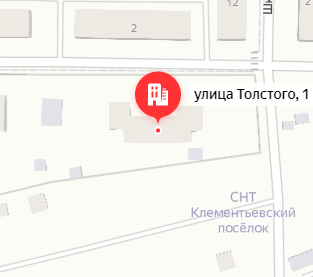 12
2
улица Толстого, 1
СНТ
Клементьевский
посёлок